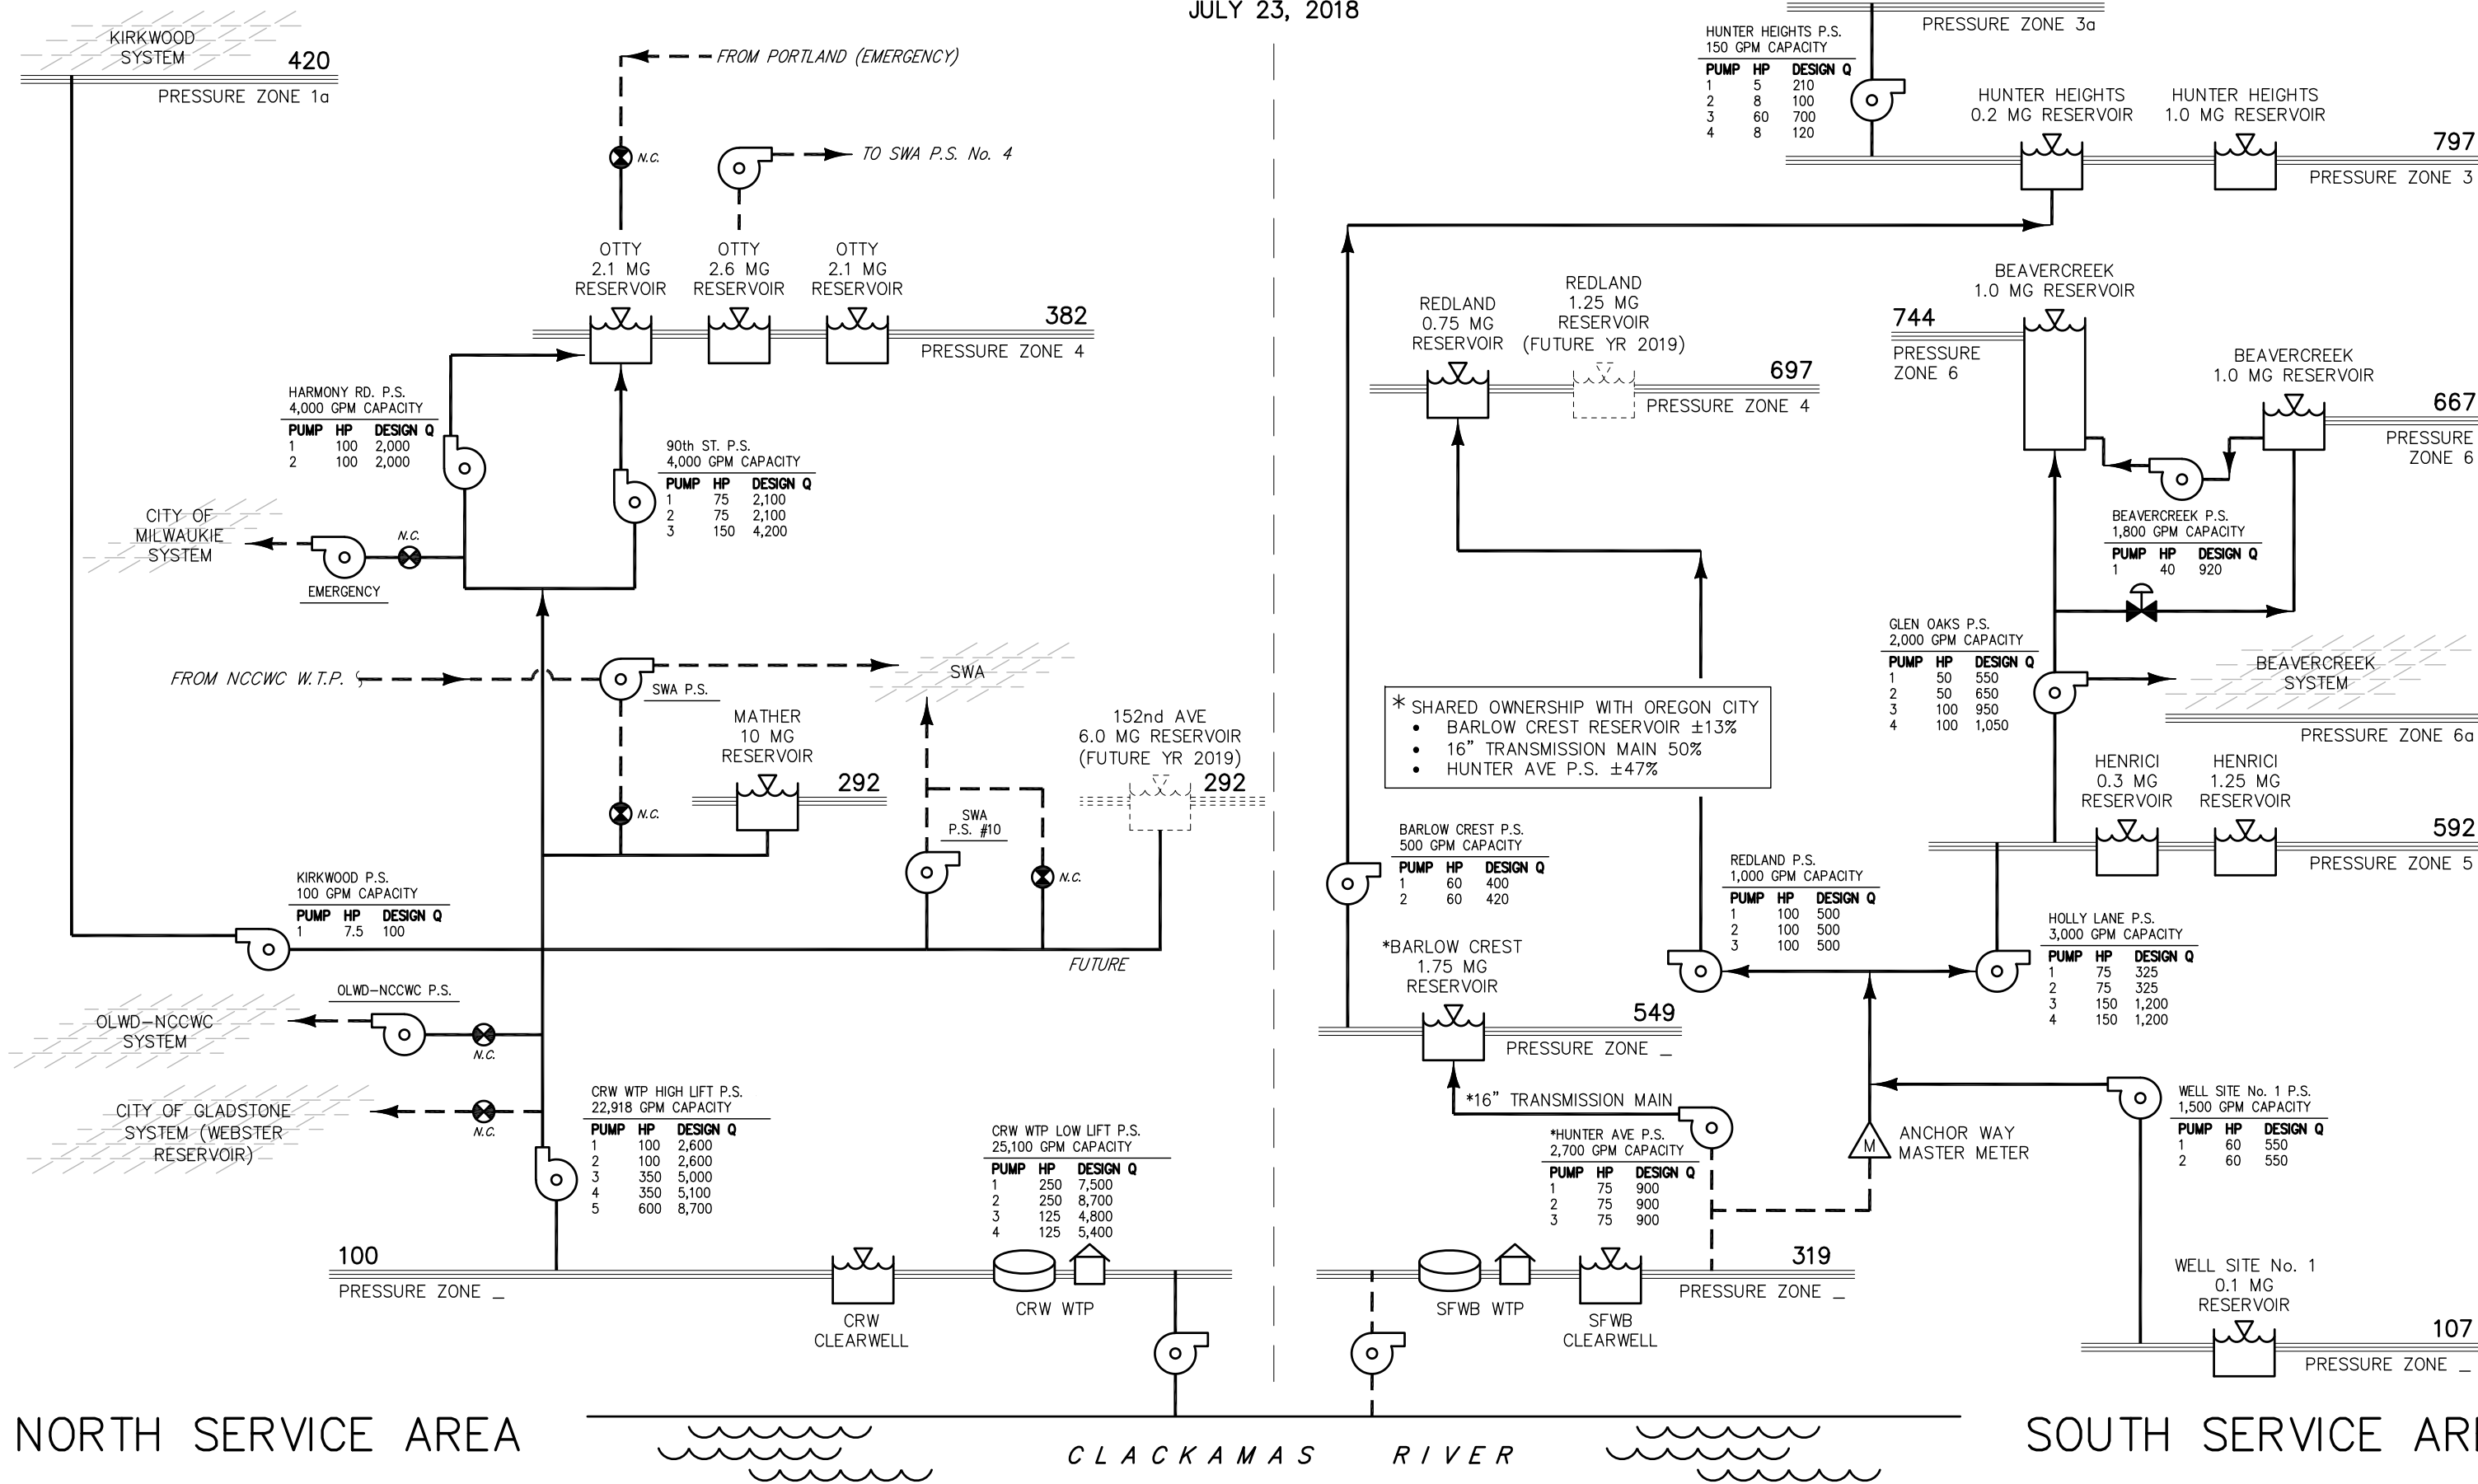 JULY 23, 2018
KIRKWOOD
SYSTEM
420
PRESSURE ZONE 1a
FROM PORTLAND (EMERGENCY)
N.C.
TO SWA P.S. No. 4
OTTY
2.1 MG
RESERVOIR
OTTY
2.6 MG
RESERVOIR
OTTY
2.1 MG
RESERVOIR
382
PRESSURE ZONE 4
HARMONY RD. P.S.
4,000 GPM CAPACITY
PUMP HP DESIGN Q
1 100 2,000
2 100 2,000
90th ST. P.S.
4,000 GPM CAPACITY
PUMP HP DESIGN Q
1 75 2,100
2 75 2,100
3 150 4,200
CITY OF
MILWAUKIE
SYSTEM
N.C.
EMERGENCY
FROM NCCWC W.T.P.
SWA P.S.
SWA
N.C.
MATHER
10 MG
RESERVOIR
292
SWA
P.S. #10
N.C.
152nd AVE
6.0 MG RESERVOIR
(FUTURE YR 2019)
292
KIRKWOOD P.S.
100 GPM CAPACITY
PUMP HP DESIGN Q
1 7.5 100
FUTURE
OLWD-NCCWC P.S.
OLWD-NCCWC
SYSTEM
N.C.
CITY OF GLADSTONE
SYSTEM (WEBSTER
RESERVOIR)
N.C.
CRW WTP HIGH LIFT P.S.
22,918 GPM CAPACITY
PUMP HP DESIGN Q
1 100 2,600
2 100 2,600
3 350 5,000
4 350 5,100
5 600 8,700
CRW WTP LOW LIFT P.S.
25,100 GPM CAPACITY
PUMP HP DESIGN Q
1 250 7,500
2 250 8,700
3 125 4,800
4 125 5,400
100
PRESSURE ZONE _
CRW
CLEARWELL
CRW WTP
NORTH SERVICE AREA
CLACKAMAS RIVER
PRESSURE ZONE 3a
HUNTER HEIGHTS P.S.
150 GPM CAPACITY
PUMP HP DESIGN Q
1 5 210
2 8 100
3 60 700
4 8 120
HUNTER HEIGHTS
0.2 MG RESERVOIR
HUNTER HEIGHTS
1.0 MG RESERVOIR
797
PRESSURE ZONE 3
REDLAND
0.75 MG
RESERVOIR
REDLAND
1.25 MG
RESERVOIR
(FUTURE YR 2019)
697
PRESSURE ZONE 4
BEAVERCREEK
1.0 MG RESERVOIR
744
PRESSURE
ZONE 6
BEAVERCREEK
1.0 MG RESERVOIR
667
PRESSURE
ZONE 6
BEAVERCREEK P.S.
1,800 GPM CAPACITY
PUMP HP DESIGN Q
1 40 920
GLEN OAKS P.S.
2,000 GPM CAPACITY
PUMP HP DESIGN Q
1 50 550
2 50 650
3 100 950
4 100 1,050
BEAVERCREEK
SYSTEM
PRESSURE ZONE 6a
* SHARED OWNERSHIP WITH OREGON CITY
• BARLOW CREST RESERVOIR ±13%
• 16" TRANSMISSION MAIN 50%
• HUNTER AVE P.S. ±47%
HENRICI
0.3 MG
RESERVOIR
HENRICI
1.25 MG
RESERVOIR
592
PRESSURE ZONE 5
BARLOW CREST P.S.
500 GPM CAPACITY
PUMP HP DESIGN Q
1 60 400
2 60 420
REDLAND P.S.
1,000 GPM CAPACITY
PUMP HP DESIGN Q
1 100 500
2 100 500
3 100 500
HOLLY LANE P.S.
3,000 GPM CAPACITY
PUMP HP DESIGN Q
1 75 325
2 75 325
3 150 1,200
4 150 1,200
*BARLOW CREST
1.75 MG
RESERVOIR
549
PRESSURE ZONE _
*16" TRANSMISSION MAIN
*HUNTER AVE P.S.
2,700 GPM CAPACITY
PUMP HP DESIGN Q
1 75 900
2 75 900
3 75 900
M
ANCHOR WAY
MASTER METER
WELL SITE No. 1 P.S.
1,500 GPM CAPACITY
PUMP HP DESIGN Q
1 60 550
2 60 550
319
PRESSURE ZONE _
SFWB WTP
SFWB
CLEARWELL
WELL SITE No. 1
0.1 MG
RESERVOIR
107
PRESSURE ZONE _
SOUTH SERVICE AR